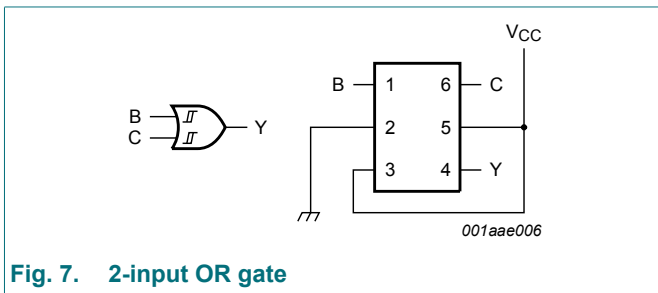 VCC
B 1 6 C
B Y 2 5
C
3 4 Y
001aae006
Fig. 7. 2-input OR gate